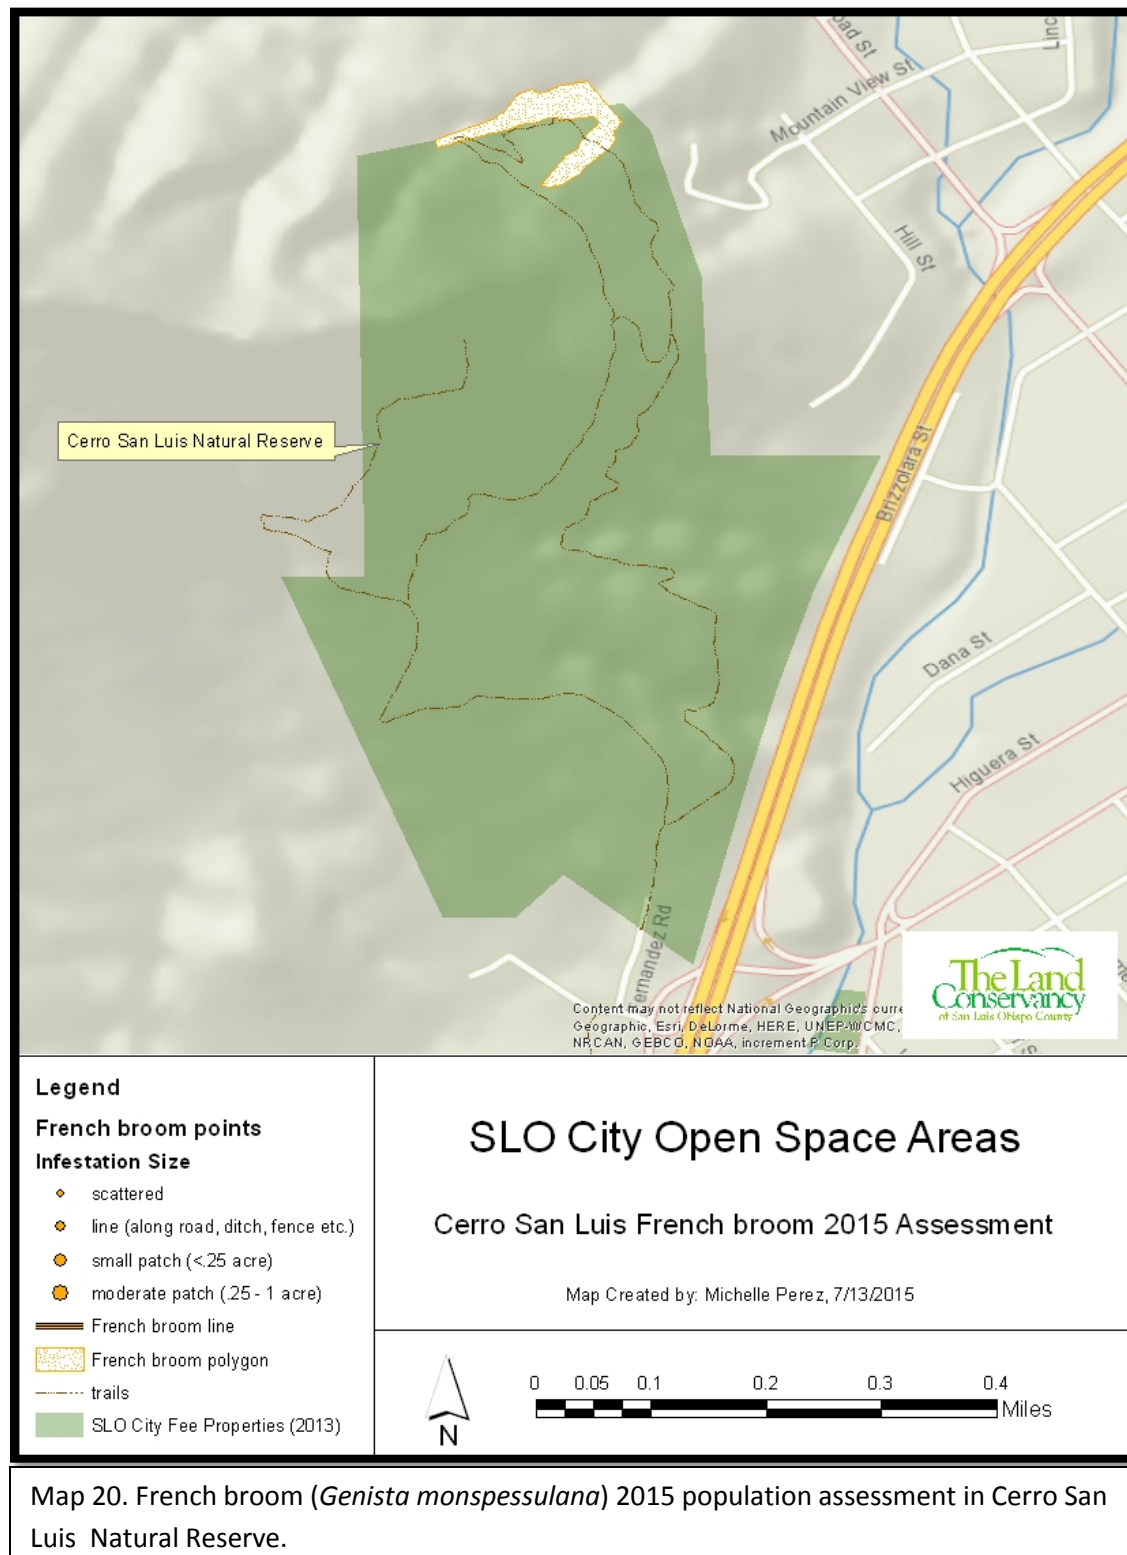 oad St
Linc
Mountain View St
Hill St
Cerro San Luis Natural Reserve
Brizzolara St
Dana St
Higuera St
ernandez Rd
Content may not reflect National Geographic's curre
Geographic, Esri, DeLorme, HERE, UNEP-WCMC,
NRCAN, GEBCO, NOAA, increment P Corp.
The Land
Conservancy
of San Luis Obispo County
Legend
French broom points
Infestation Size
scattered
line (along road, ditch, fence etc.)
small patch (<.25 acre)
moderate patch (.25 - 1 acre)
French broom line
French broom polygon
trails
SLO City Fee Properties (2013)
SLO City Open Space Areas
Cerro San Luis French broom 2015 Assessment
Map Created by: Michelle Perez, 7/13/2015
N
0 0.05 0.1 0.2 0.3 0.4
Miles
Map 20. French broom (Genista monspessulana) 2015 population assessment in Cerro San
Luis Natural Reserve.